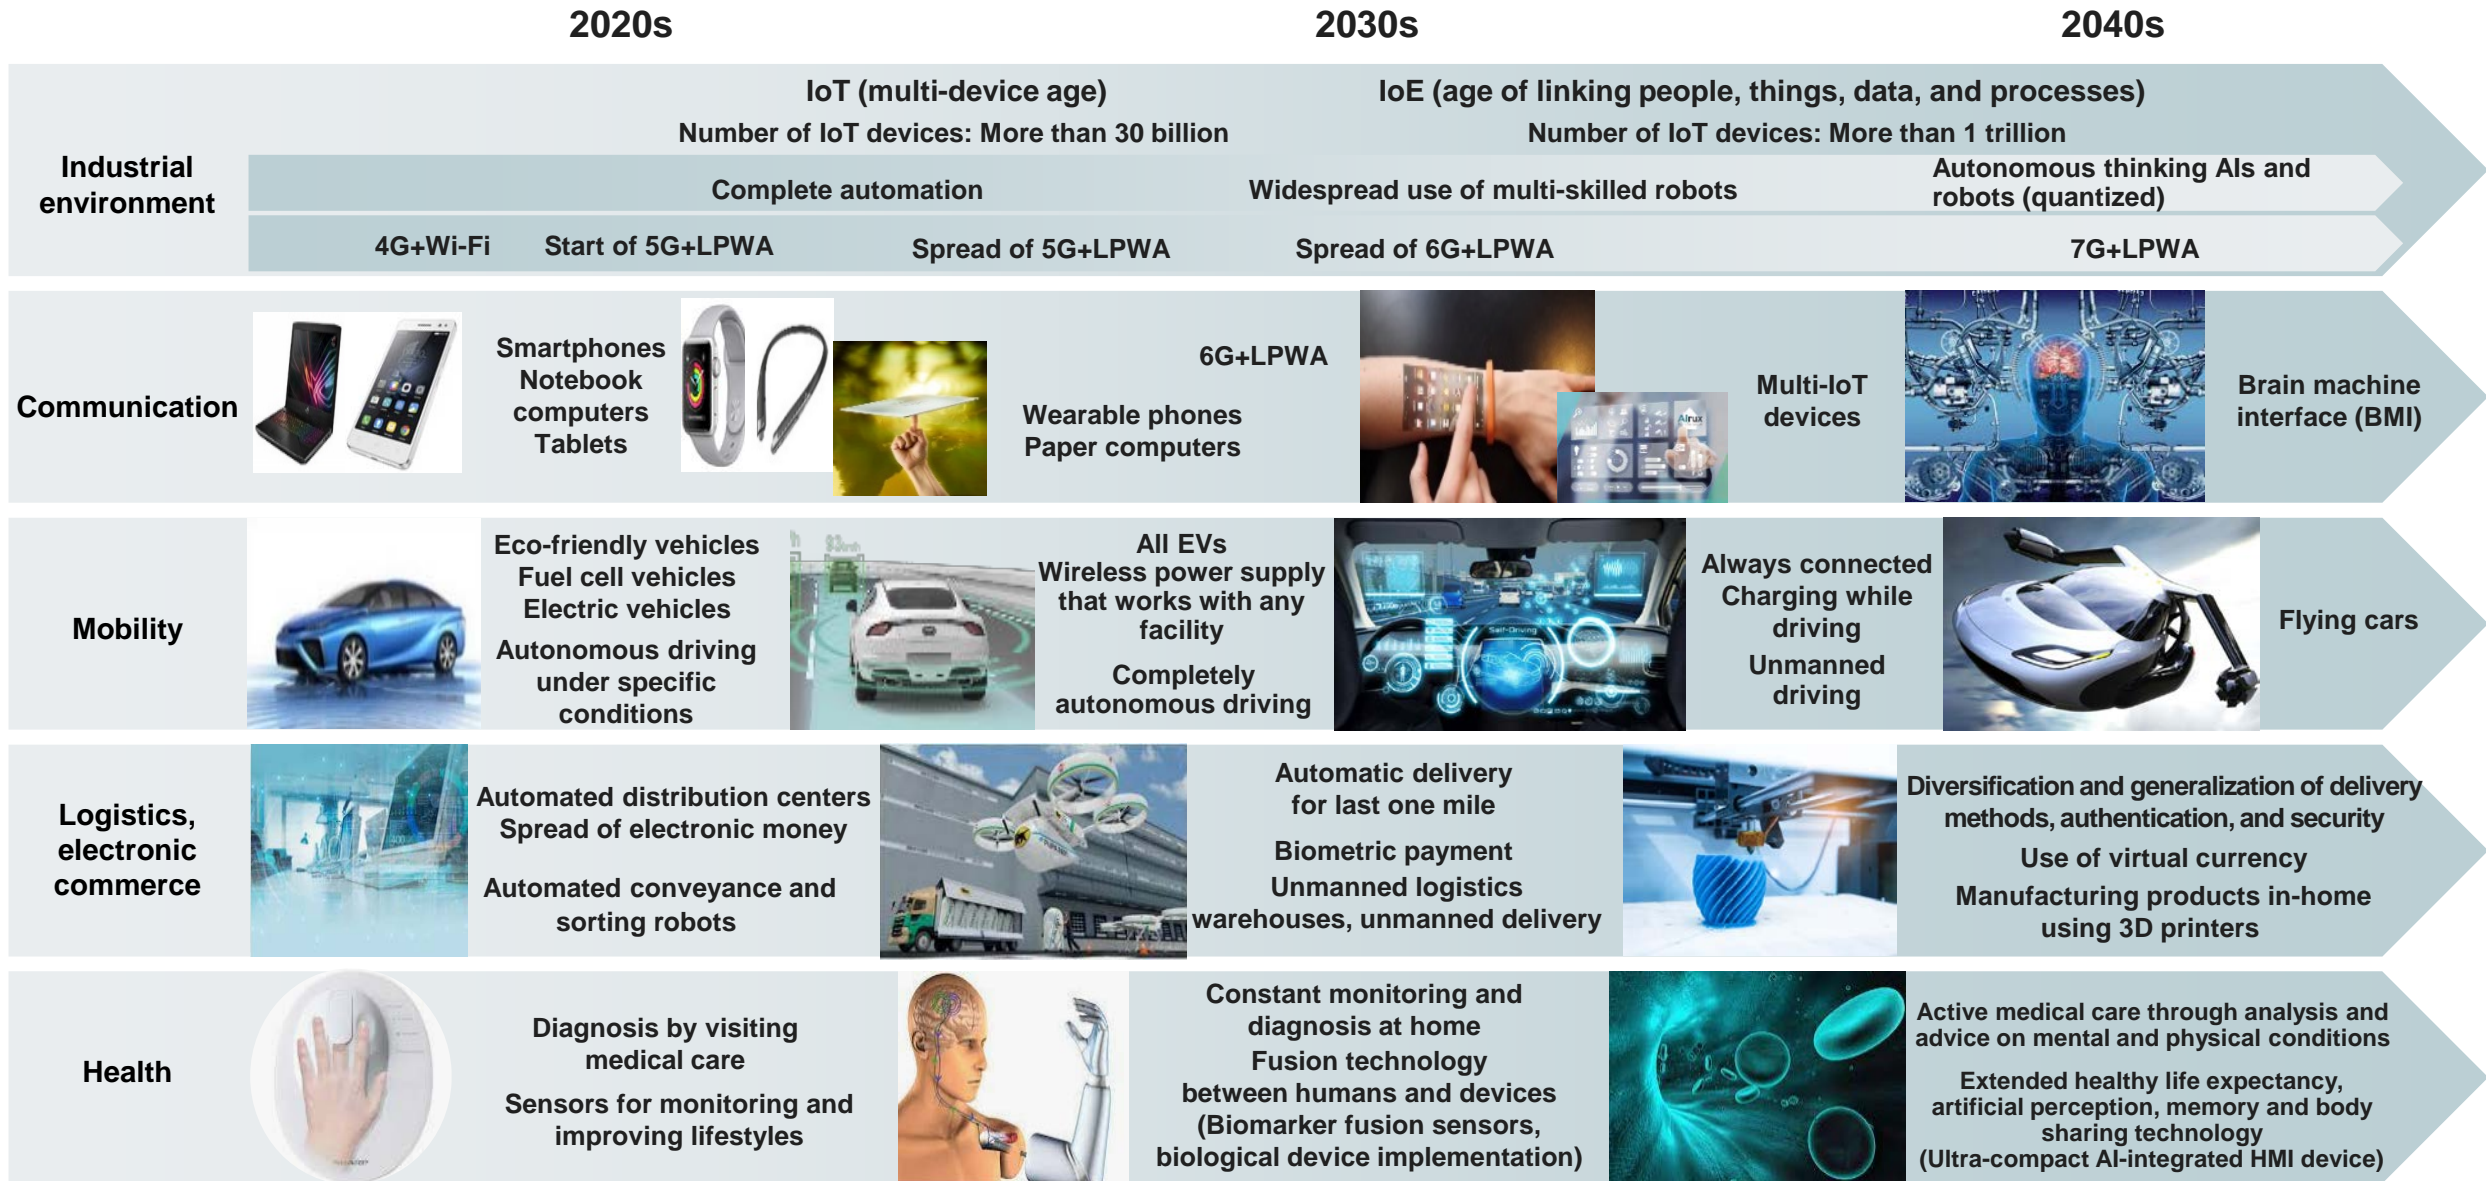 2020s
2030s
2040s
Industrial
environment
IoT (multi-device age)
Number of IoT devices: More than 30 billion
IoE (age of linking people, things, data, and processes)
Number of IoT devices: More than 1 trillion
Complete automation
Widespread use of multi-skilled robots
Autonomous thinking AIs and
robots (quantized)
4G+Wi-Fi
Start of 5G+LPWA
Spread of 5G+LPWA
Spread of 6G+LPWA
7G+LPWA
Communication
Smartphones
Notebook
computers
Tablets
6G+LPWA
Wearable phones
Paper computers
Multi-IoT
devices
Brain machine
interface (BMI)
Mobility
Eco-friendly vehicles
Fuel cell vehicles
Electric vehicles
Autonomous driving
under specific
conditions
All EVs
Wireless power supply
that works with any
facility
Completely
autonomous driving
Self-Driving
Always connected
Charging while
driving
Unmanned
driving
Flying cars
Logistics,
electronic
commerce
Automated distribution centers
Spread of electronic money
Automated conveyance and
sorting robots
Automatic delivery
for last one mile
Biometric payment
Unmanned logistics
warehouses, unmanned delivery
Diversification and generalization of delivery
methods, authentication, and security
Use of virtual currency
Manufacturing products in-home
using 3D printers
Health
Diagnosis by visiting
medical care
Sensors for monitoring and
improving lifestyles
Constant monitoring and
diagnosis at home
Fusion technology
between humans and devices
(Biomarker fusion sensors,
biological device implementation)
Active medical care through analysis and
advice on mental and physical conditions
Extended healthy life expectancy,
artificial perception, memory and body
sharing technology
(Ultra-compact AI-integrated HMI device)